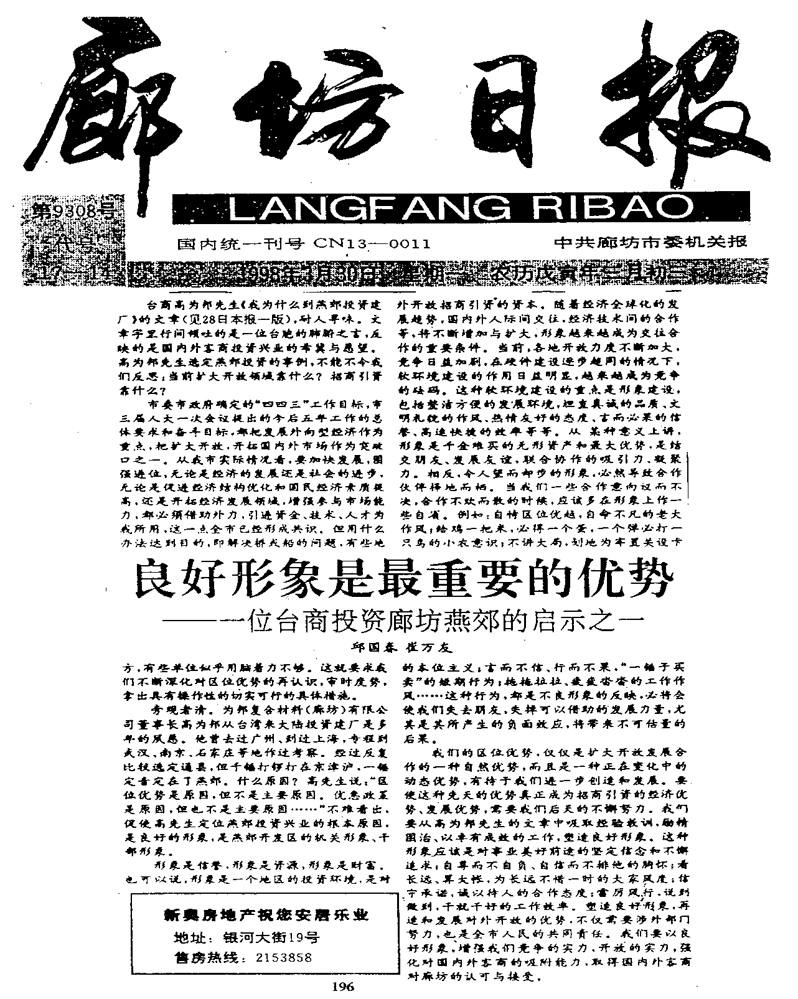 廊坊日报
LANGFANG RIBAO
第9308号
代号
17—14
国内统一刊号 CN13—0011
中共廊坊市委机关报
1998年3月30日 星期一 农历戊寅年三月初三
台商高为邦先生《我为什么到燕郊投资建
厂》的文章(见28日本报一版),耐人寻味。文
章字里行间倾吐的是一位台胞的肺腑之言,反
映的是国内外客商投资兴业的希冀与愿望。
高为邦先生选定燕郊投资的事例,不能不令我
们反思:当前扩大开放领域靠什么?招商引资
靠什么?
市委市政府确定的“四四三”工作目标,市
三届人大一次会议提出的今后五年工作的总
体要求和奋斗目标,都把发展外向型经济作为
重点,把扩大开放,开拓国内外市场作为突破
口之一。从我市实际情况看,要加快发展,图
强进位,无论是经济的发展还是社会的进步,
无论是促进经济结构优化和国民经济素质提
高,还是开拓经济发展领域,增强参与市场能
力,都必须借助外力,引进资金、技术、人才为
我所用,这一点全市已经形成共识。但用什么
办法达到目的,即解决桥或船的问题,有些地
外开放招商引资的资本。随着经济全球化的发
展趋势,国内外人际间交往,经济技术间的合作
等,将不断增加与扩大,形象越来越成为交往合
作的重要条件。当前,各地开放力度不断加大,
竞争日益加剧,在硬件建设逐步趋同的情况下,
软环境建设的作用日益明显,越来越成为竞争
的砝码。这种软环境建设的重点是形象建设,
包括整洁方便的发展环境,坦直真诚的品质、文
明礼貌的作风、热情友好的态度、言而必果的信
誉、高速快捷的效率等等。从某种意义上讲,
形象是千金难买的无形资产和最大优势,是结
交朋友、发展友谊,联合协作的吸引力、凝聚
力。相反,令人望而却步的形象,必然导致合作
伙伴择地而栖。当我们一些合作意向议而不
决,合作不欢而散的时候,应该多在形象上作一
些自省。例如:自恃区位优越,自命不凡的老大
作风;给鸡一把米,必得一个蛋,一个弹必打一
只鸟的小农意识;不讲大局,划地为牢置关设卡
良好形象是最重要的优势
——一位台商投资廊坊燕郊的启示之一
邱国春 崔万友
方,有些单位似乎用脑着力不够。这就要求我
们不断深化对区位优势的再认识,审时度势,
拿出具有操作性的切实可行的具体措施。
旁观者清。为邦复合材料(廊坊)有限公
司董事长高为邦从台湾来大陆投资建厂是多
年的夙愿。他曾去过广州、到过上海,专程到
武汉、南京、石家庄等地作过考察。经过反复
比较选定通县,但千锤打锣打在京津沪,一锤
定音定在了燕郊。什么原因?高先生说:“区
位优势是原因,但不是主要原因。优惠政策
是原因,但也不是主要原因……”不难看出,
促使高先生定位燕郊投资兴业的根本原因,
是良好的形象,是燕郊开发区的机关形象、干
部形象。
形象是信誉,形象是资源,形象是财富。
也可以说,形象是一个地区的投资环境,是对
的本位主义;言而不信、行而不果,“一锤子买
卖”的短期行为;拖拖拉拉、疲疲沓沓的工作作
风……这种行为,都是不良形象的反映,必将会
使我们失去朋友,失掉可以借助的发展力量,尤
其是其所产生的负面效应,将带来不可估量的
后果。
我们的区位优势,仅仅是扩大开放发展合
作的一种自然优势,而且是一种正在变化中的
动态优势,有待于我们进一步创造和发展。要
使这种先天的优势真正成为招商引资的经济优
势、发展优势,需要我们后天的不懈努力。我们
要从高为邦先生的文章中吸取经验教训,励精
图治、以卓有成效的工作,塑造良好形象。这种
形象应该是对事业美好前途的坚定信念和不懈
追求;自尊而不自负、自信而不排他的胸怀;看
长远、算大帐,为长远不惜一时的大家风度;信
守承诺,诚以待人的合作态度;雷厉风行,说到
做到,干就干好的工作效率。塑造良好形象,再
造和发展对外开放的优势,不仅需要涉外部门
努力,也是全市人民的共同责任。我们要以良
好形象,增强我们竞争的实力、开放的实力,强
化对国内外客商的吸附能力,取得国内外客商
对廊坊的认可与接受。
新奥房地产祝您安居乐业
地址:银河大街19号
售房热线:2153858
196